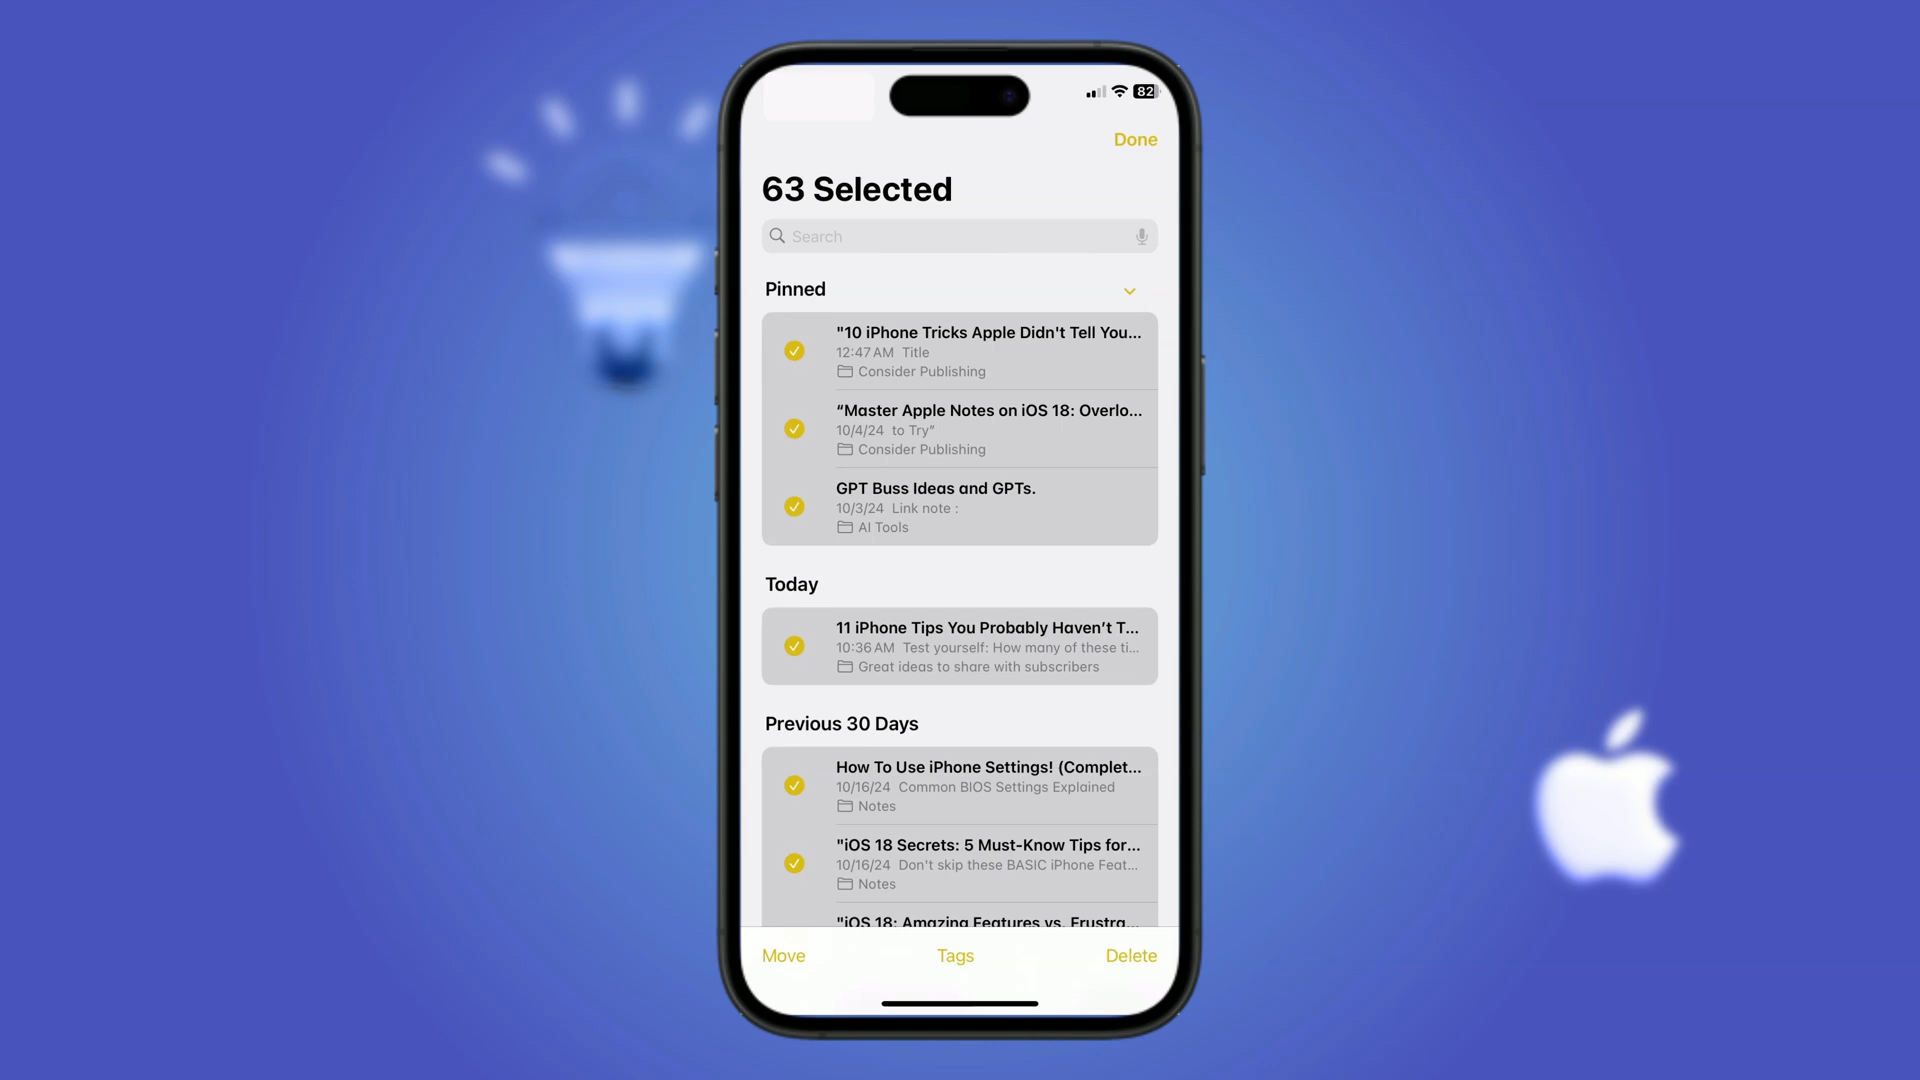 82
Done
63 Selected
Search
Pinned
"10 iPhone Tricks Apple Didn't Tell You...
12:47 AM Title
Consider Publishing
“Master Apple Notes on iOS 18: Overlo...
10/4/24 to Try”
Consider Publishing
GPT Buss Ideas and GPTs.
10/3/24 Link note :
AI Tools
Today
11 iPhone Tips You Probably Haven’t T...
10:36 AM Test yourself: How many of these ti...
Great ideas to share with subscribers
Previous 30 Days
How To Use iPhone Settings! (Complet...
10/16/24 Common BIOS Settings Explained
Notes
"iOS 18 Secrets: 5 Must-Know Tips for...
10/16/24 Don't skip these BASIC iPhone Feat...
Notes
"iOS 18: Amazing Features vs. Frustra...
Move Tags Delete